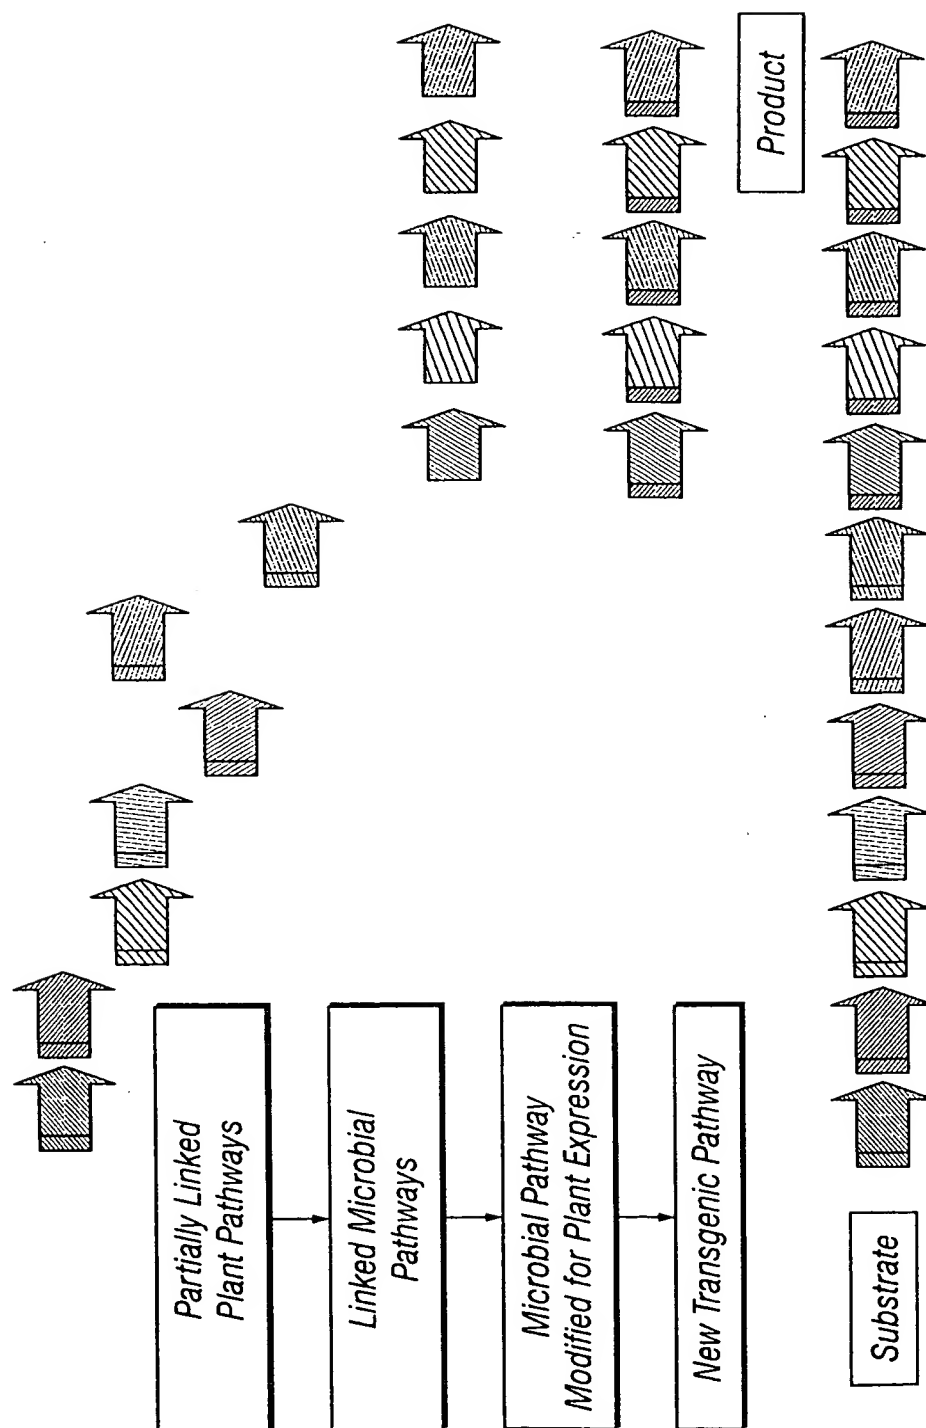 Partially Linked
Plant Pathways
Linked Microbial
Pathways
Microbial Pathway
Modified for Plant Expression
New Transgenic Pathway
Substrate
Product